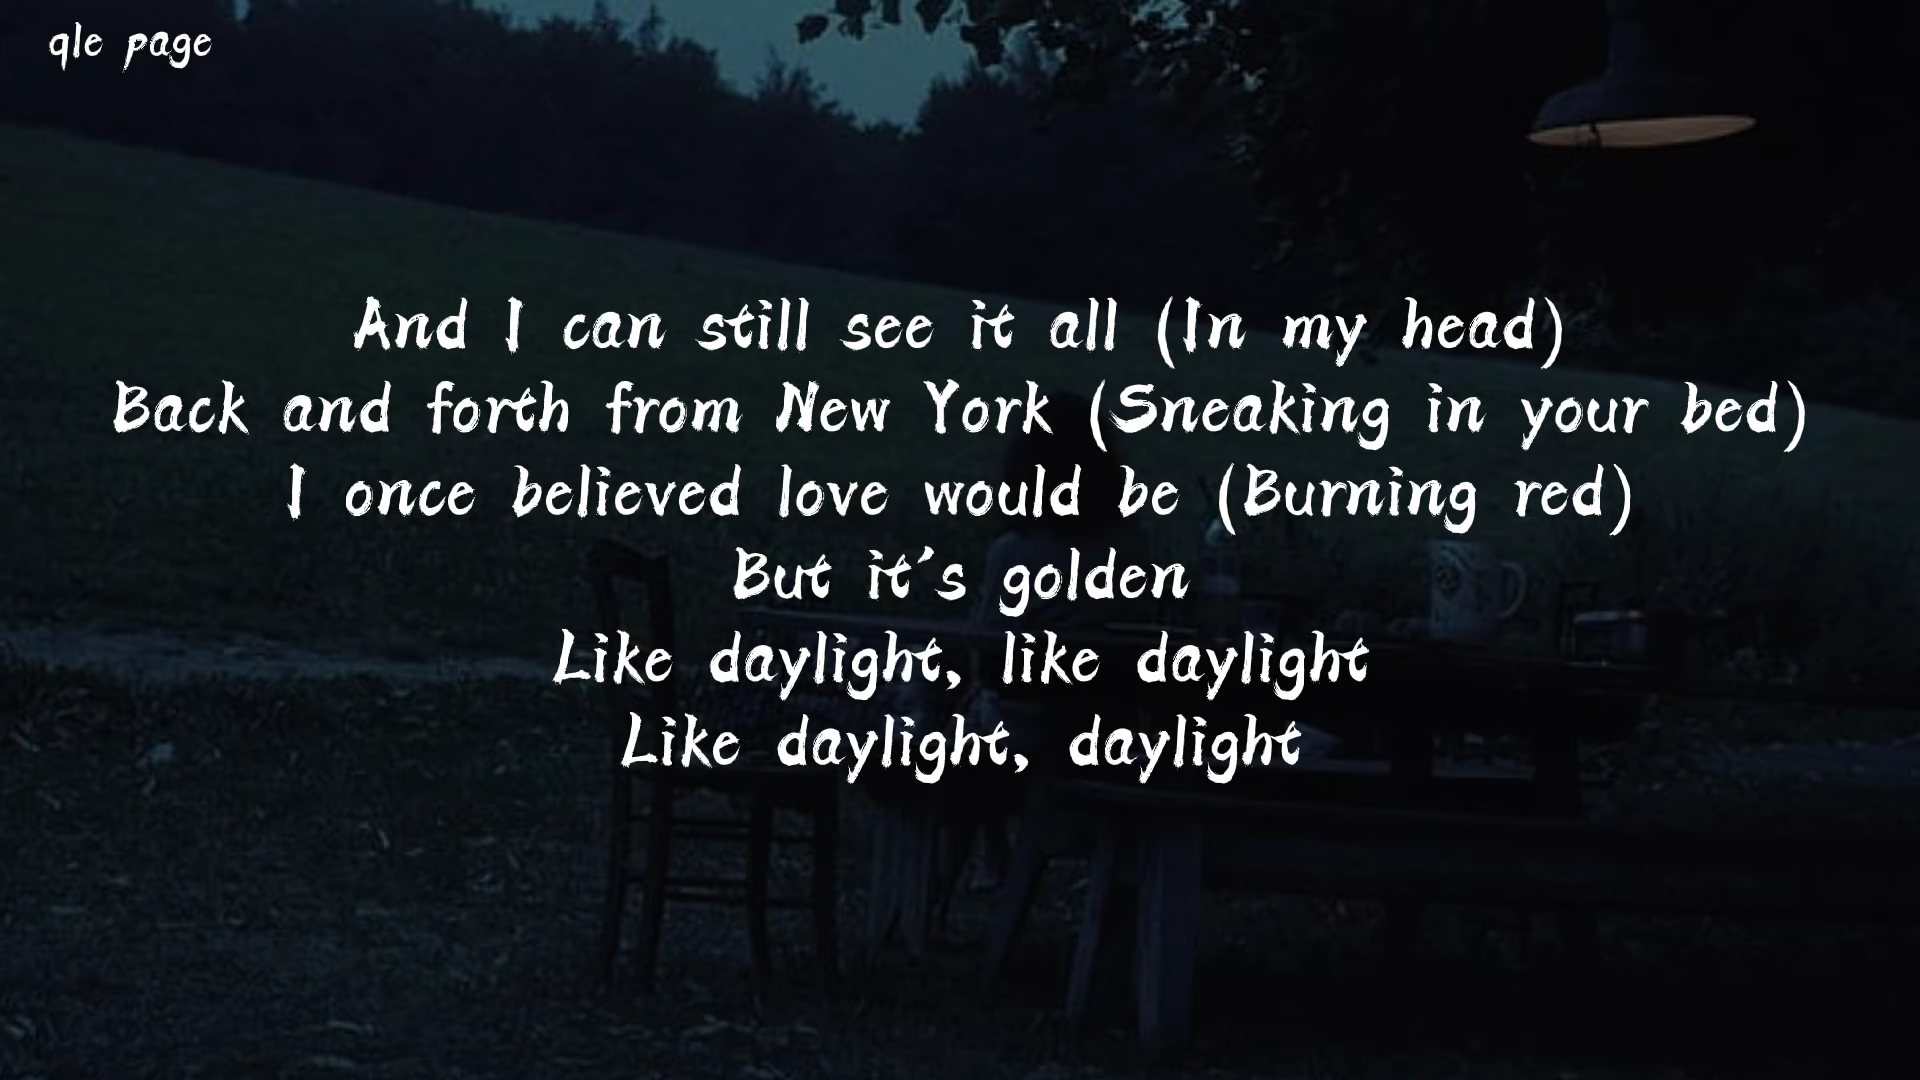 qle page
And I can still see it all (In my head)
Back and forth from New York (Sneaking in your bed)
I once believed love would be (Burning red)
But it's golden
Like daylight, like daylight
Like daylight, daylight